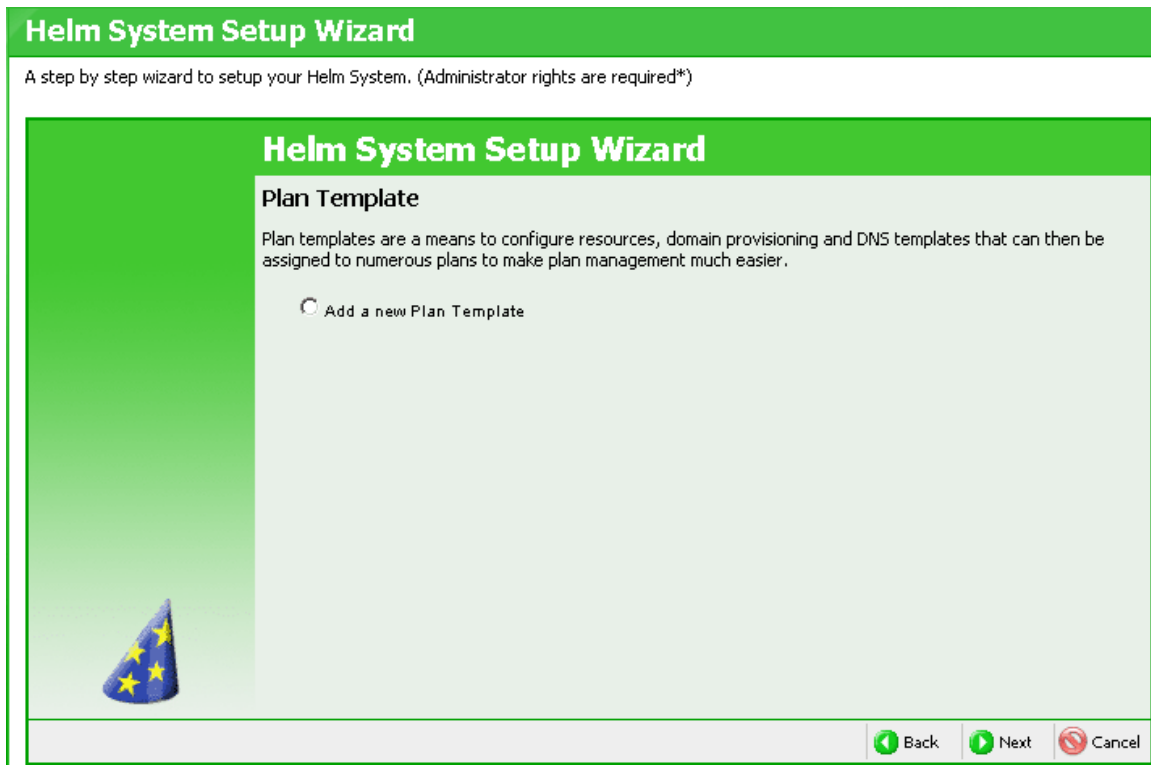 Helm System Setup Wizard
A step by step wizard to setup your Helm System. (Administrator rights are required*)
Helm System Setup Wizard
Plan Template
Plan templates are a means to configure resources, domain provisioning and DNS templates that can then be
assigned to numerous plans to make plan management much easier.
Add a new Plan Template
Back Next Cancel